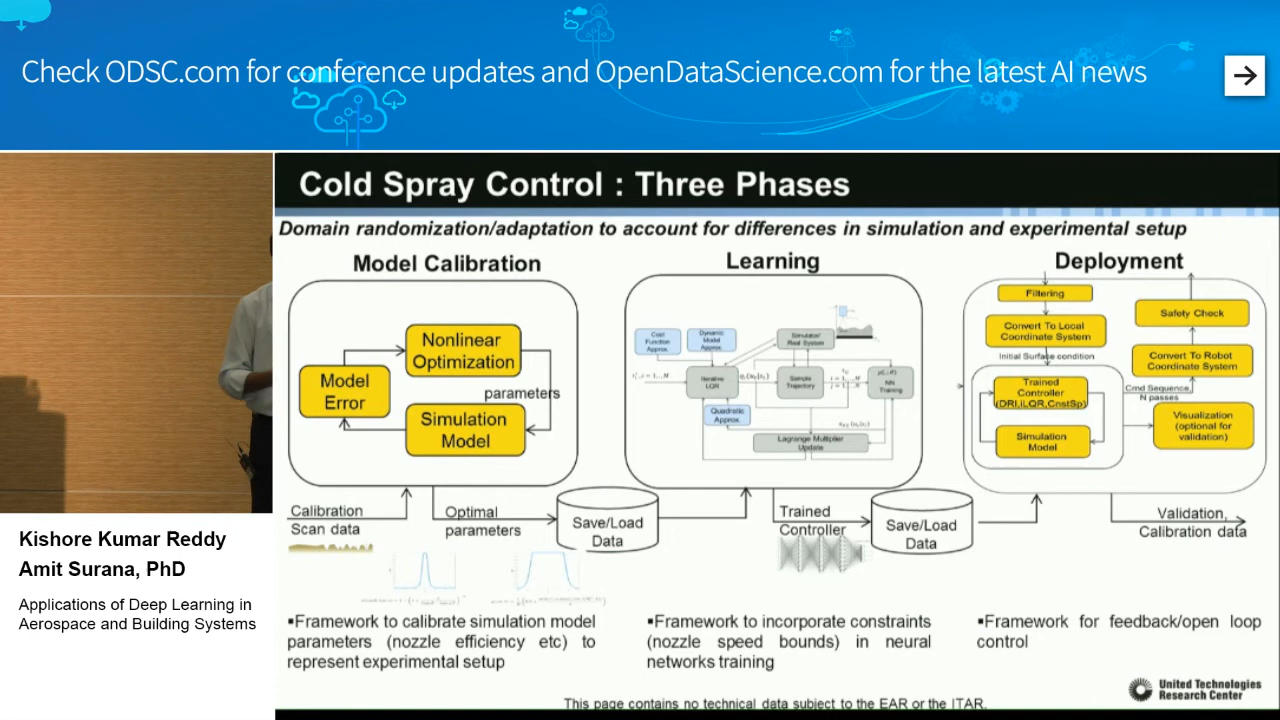 Check ODSC.com for conference updates and OpenDataScience.com for the latest AI news
Cold Spray Control : Three Phases
Domain randomization/adaptation to account for differences in simulation and experimental setup
Model Calibration
Nonlinear
Optimization
Model
Error
parameters
Simulation
Model
Calibration
Scan data
Optimal
parameters
Save/Load
Data
▪Framework to calibrate simulation model
parameters (nozzle efficiency etc) to
represent experimental setup
Learning
Cost
Function
Approx.
Dynamic
Model
Approx.
Simulator/
Real System
Iterative
LQR
Sample
Trajectory
NN
Training
Quadratic
Approx.
Lagrange Multiplier
Update
Trained
Controller
Save/Load
Data
▪Framework to incorporate constraints
(nozzle speed bounds) in neural
networks training
Deployment
Filtering
Convert To Local
Coordinate System
Initial Surface condition
Trained
Controller
(DRI,iLQR,CnstSp)
Simulation
Model
Safety Check
Convert To Robot
Coordinate System
Cmd Sequence,
N passes
Visualization
(optional for
validation)
Validation,
Calibration data
▪Framework for feedback/open loop
control
United Technologies
Research Center
This page contains no technical data subject to the EAR or the ITAR.
Kishore Kumar Reddy
Amit Surana, PhD
Applications of Deep Learning in
Aerospace and Building Systems